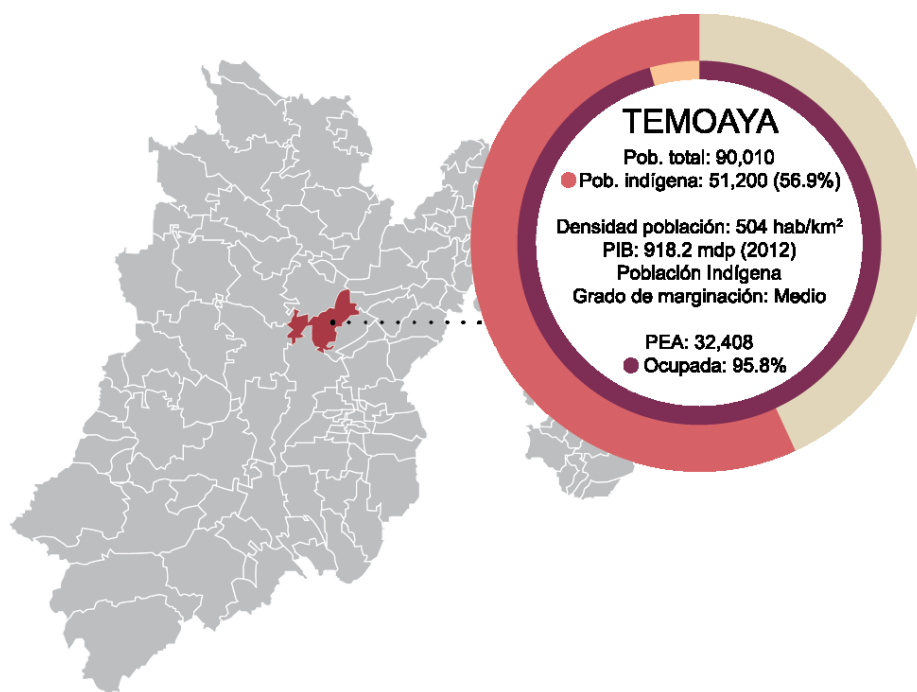 TEMOAYA
Pob. total: 90,010
Pob. indígena: 51,200 (56.9%)
Densidad población: 504 hab/km²
PIB: 918.2 mdp (2012)
Población Indígena
Grado de marginación: Medio
PEA: 32,408
Ocupada: 95.8%